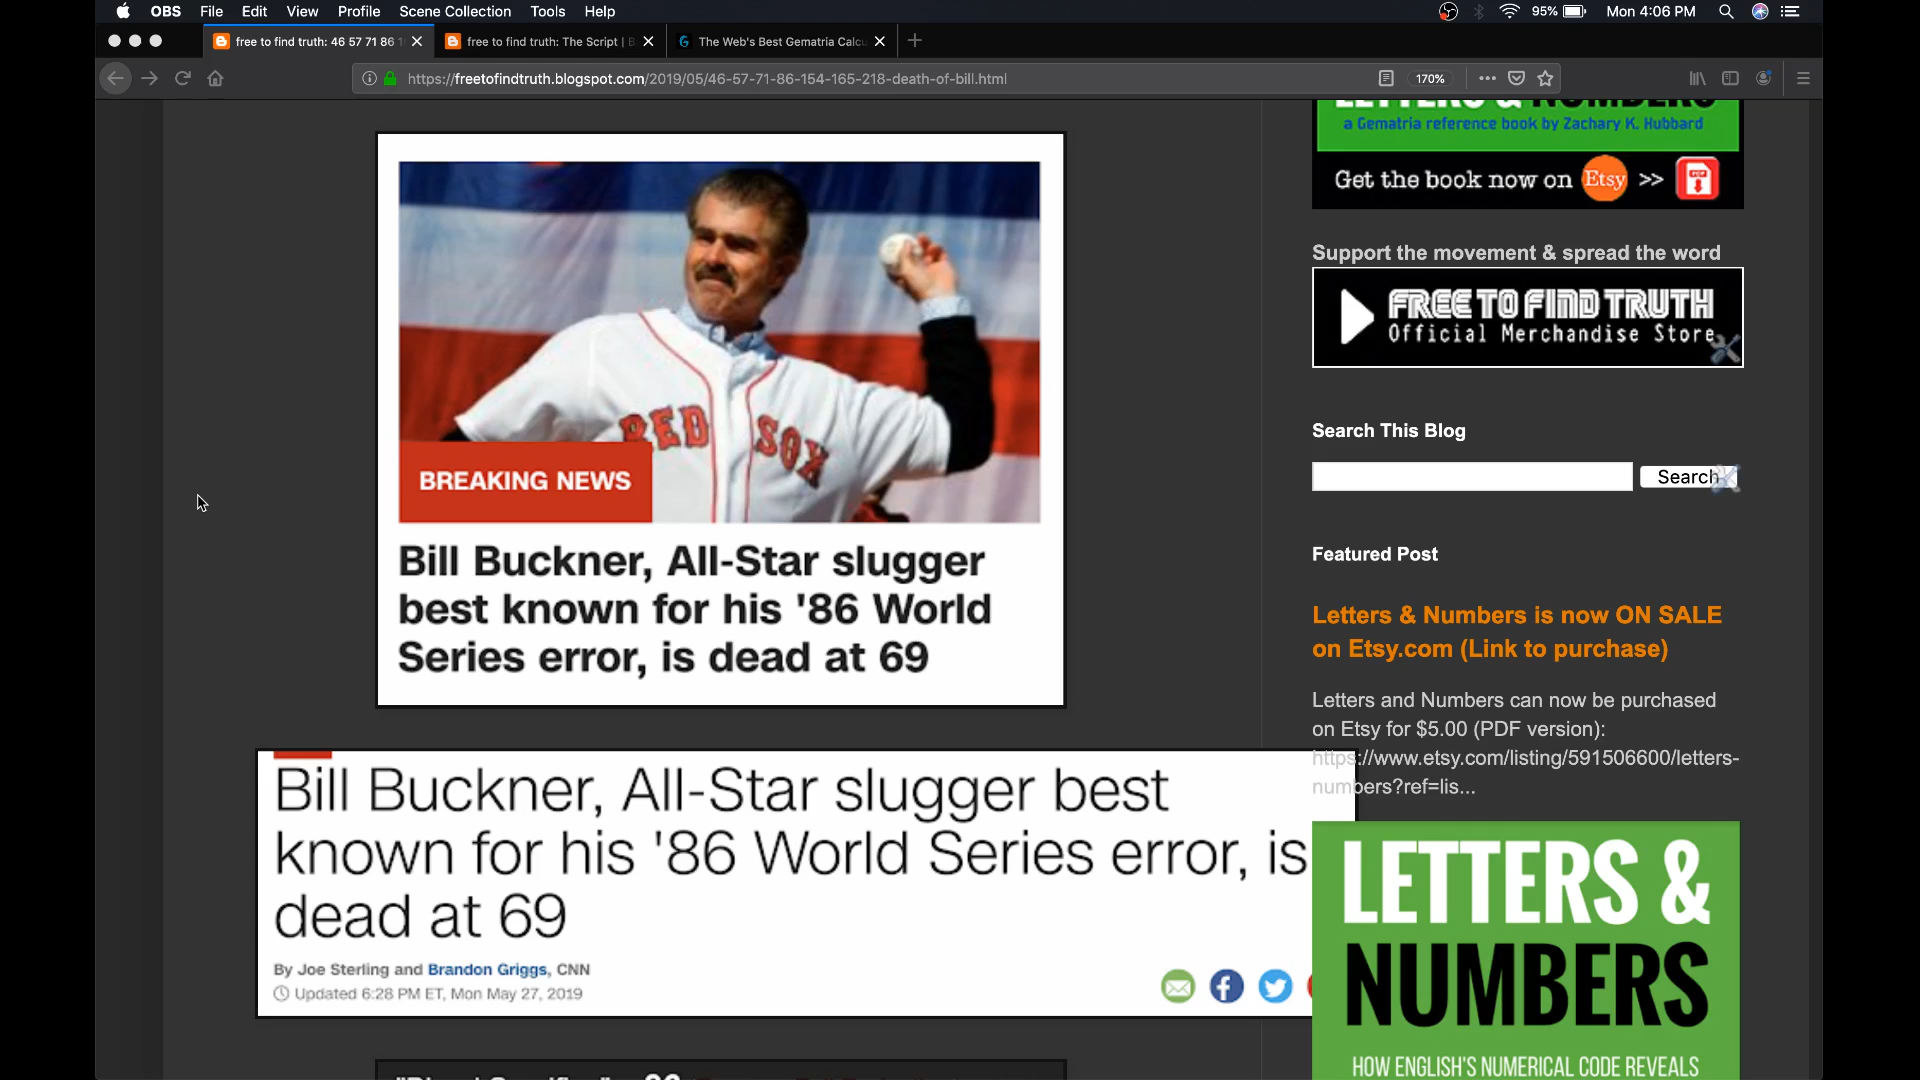 OBS File Edit View Profile Scene Collection Tools Help 95% Mon 4:06 PM
free to find truth: 46 57 71 86 free to find truth: The Script | The Web's Best Gematria Calcu
https://freetofindtruth.blogspot.com/2019/05/46-57-71-86-154-165-218-death-of-bill.html 170%
LETTERS & NUMBERS
a Gematria reference book by Zachary K. Hubbard
Get the book now on Etsy >>
Support the movement & spread the word
FREE TO FIND TRUTH
Official Merchandise Store
Search This Blog
Search
Featured Post
Letters & Numbers is now ON SALE
on Etsy.com (Link to purchase)
Letters and Numbers can now be purchased
on Etsy for $5.00 (PDF version):
https://www.etsy.com/listing/591506600/letters-
numbers?ref=lis...
LETTERS &
NUMBERS
HOW ENGLISH'S NUMERICAL CODE REVEALS
RED SOX
BREAKING NEWS
Bill Buckner, All-Star slugger
best known for his '86 World
Series error, is dead at 69
Bill Buckner, All-Star slugger best
known for his '86 World Series error, is
dead at 69
By Joe Sterling and Brandon Griggs, CNN
Updated 6:28 PM ET, Mon May 27, 2019